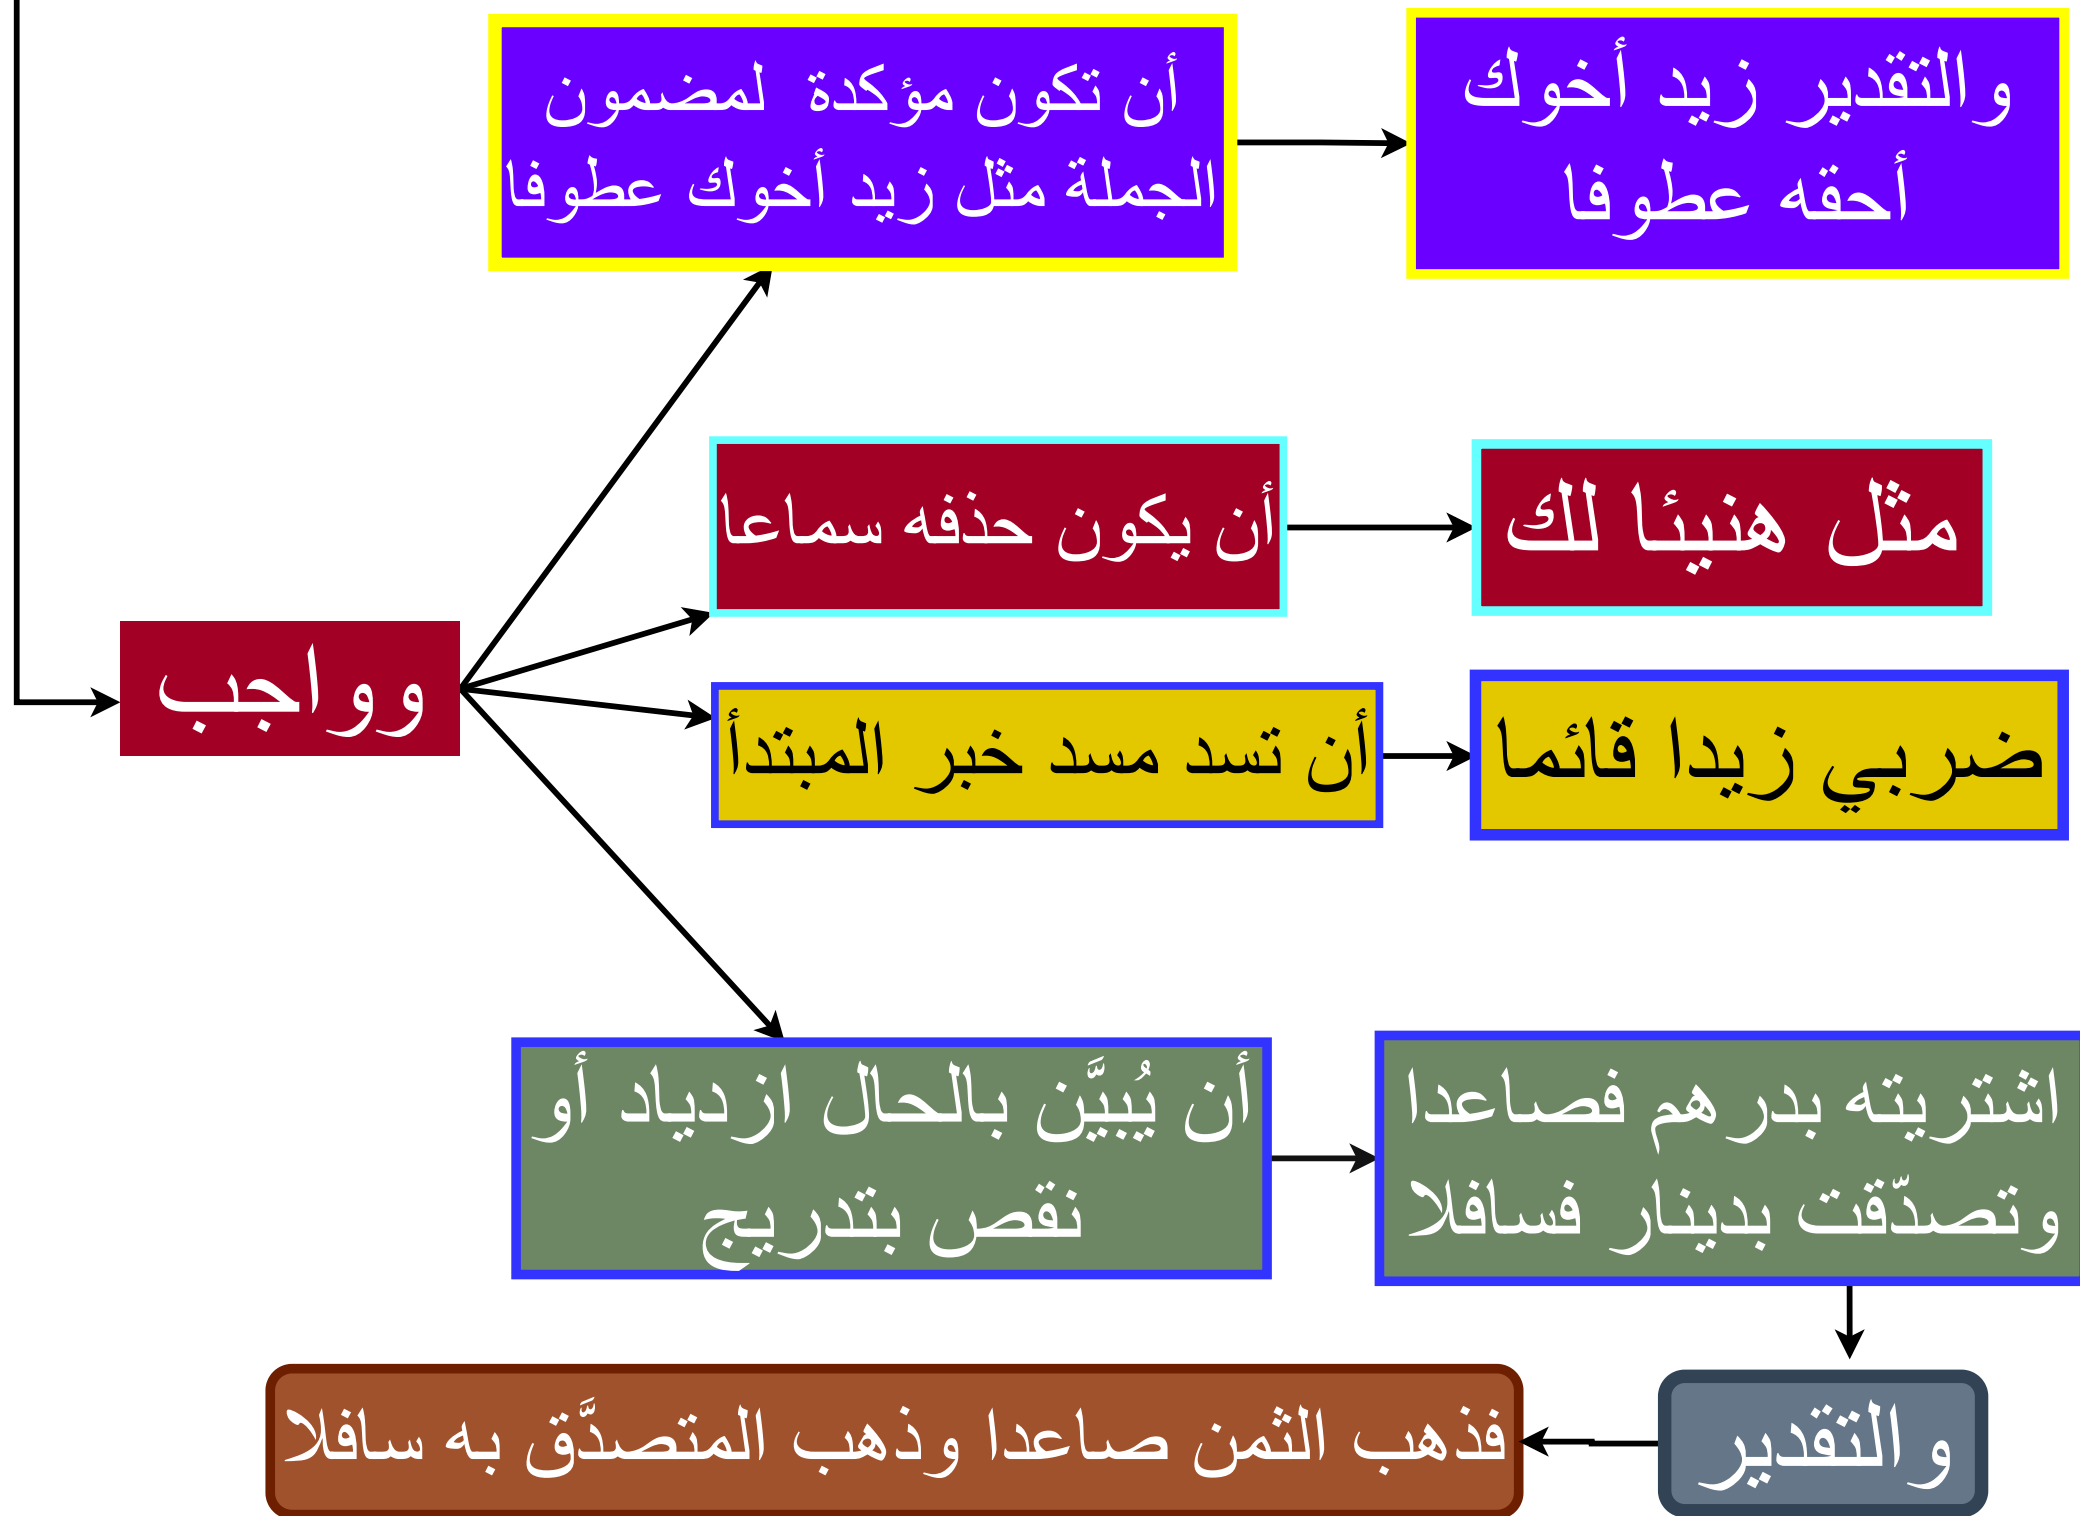 أن تكون مؤكدة لمضمون
الجملة مثل زيد أخوك عطوفا
والتقدير زيد أخوك
أحقه عطوفا
أن يكون حذفه سماعا
مثل هنيئا لك
وواجب
أن تسد مسد خبر المبتدأ
ضربي زيدا قائما
أن يُبيَّن بالحال ازدياد أو
نقص بتدريج
اشتريته بدرهم فصاعدا
وتصدّقت بدينار فسافلا
والتقدير
فذهب الثمن صاعدا وذهب المتصدَّق به سافلا